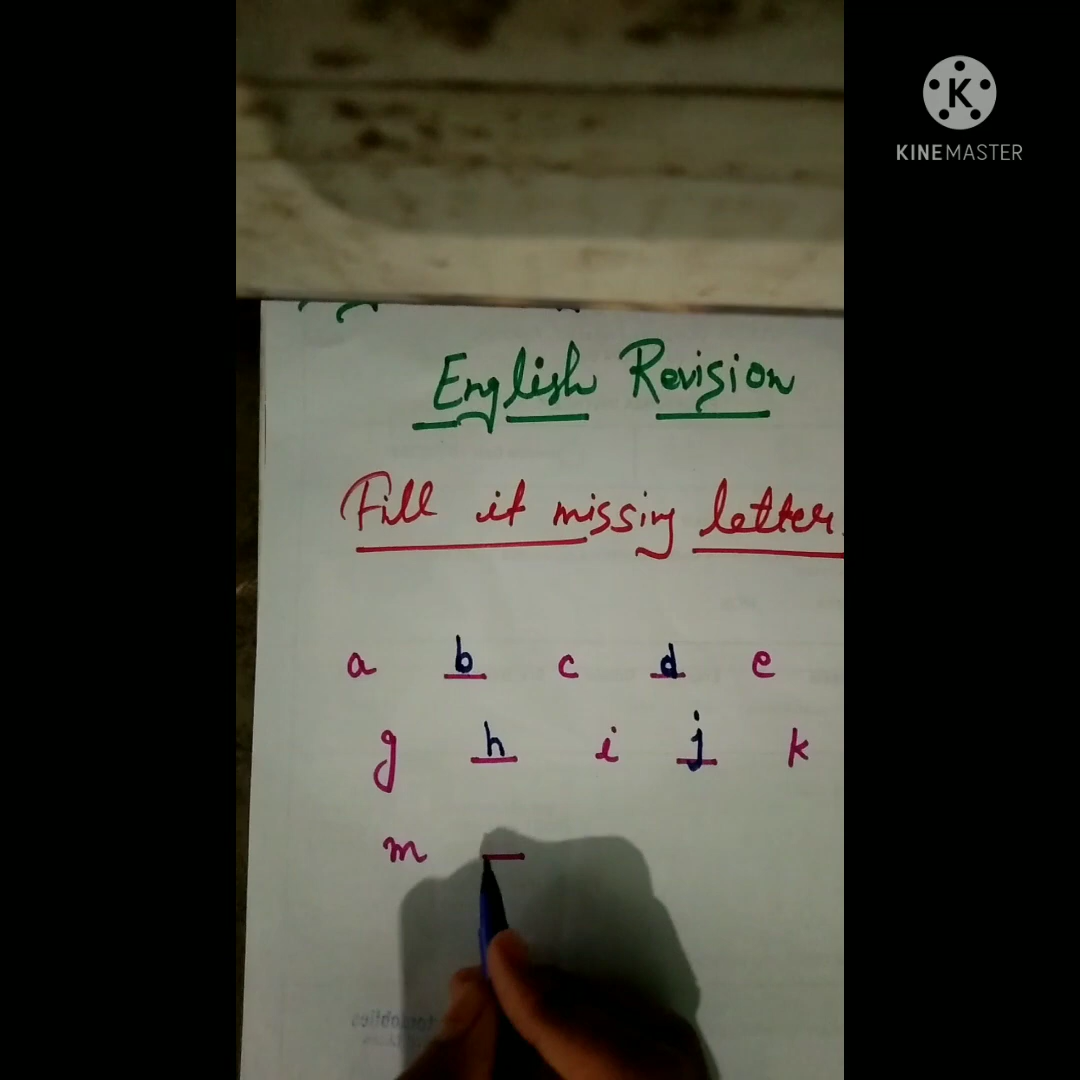 KINEMASTER
English Revision
Fill it missing letter
a b c d e
g h i j k
m _